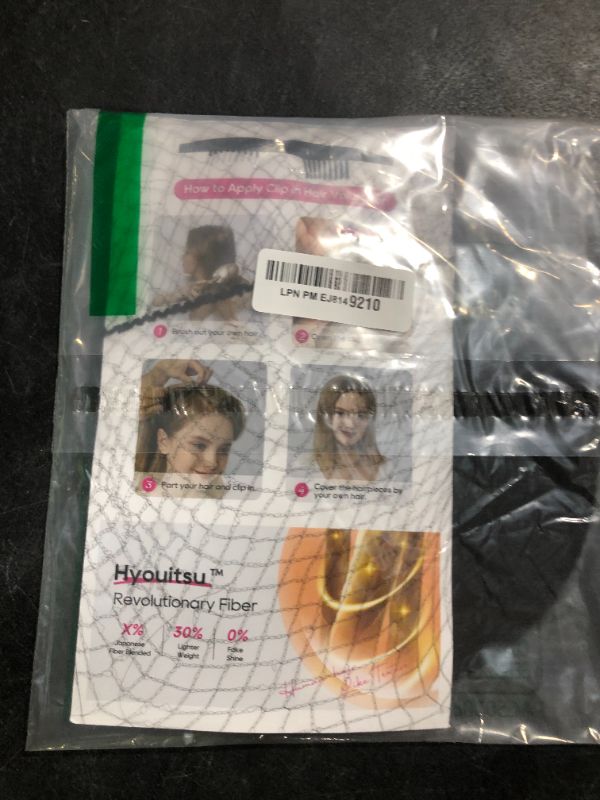 How to Apply Clip in Hair
LPN PM EJ8149210
1 Brush out your own hair.
2
3 Part your hair and clip in.
4 Cover the hairpieces by
your own hair.
Hyouitsu™
Revolutionary Fiber
X% 30% 0%
Japanese Lighter Fake
Fiber Blended Weight Shine